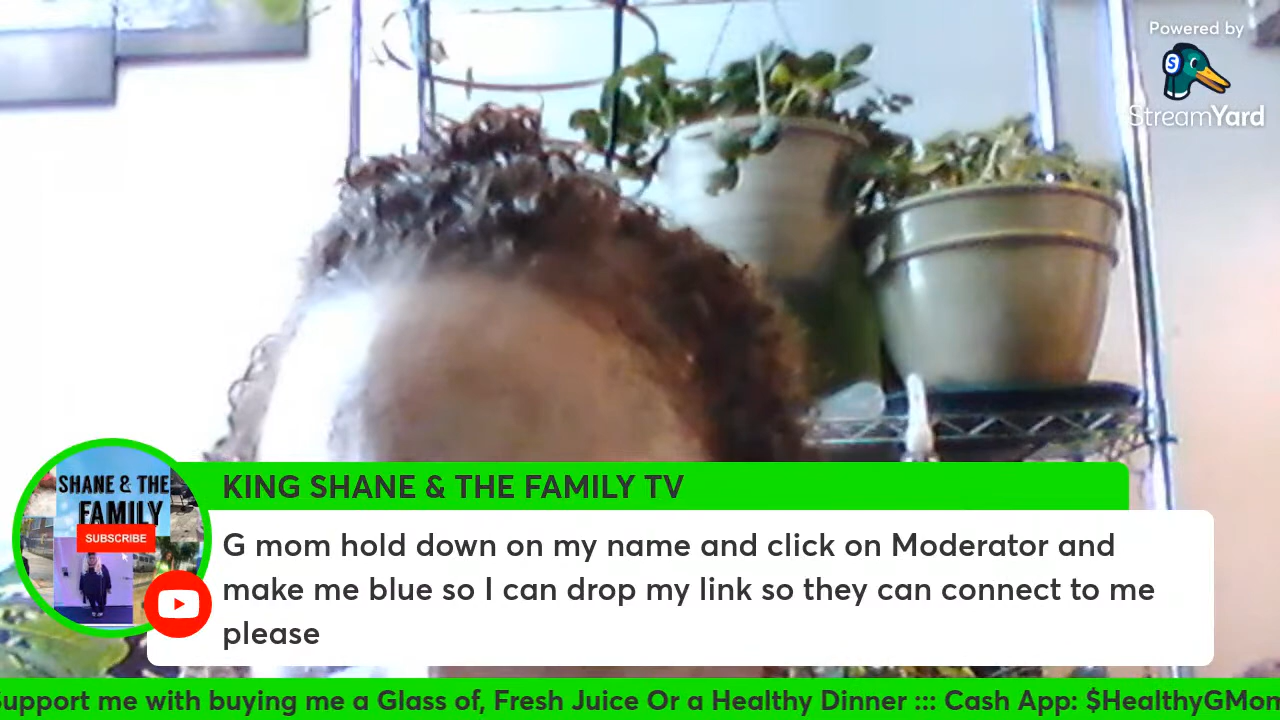 Powered by
S
StreamYard
SHANE & THE
FAMILY
SUBSCRIBE
KING SHANE & THE FAMILY TV
G mom hold down on my name and click on Moderator and
make me blue so I can drop my link so they can connect to me
please
Support me with buying me a Glass of, Fresh Juice Or a Healthy Dinner ::: Cash App: $HealthyGMom